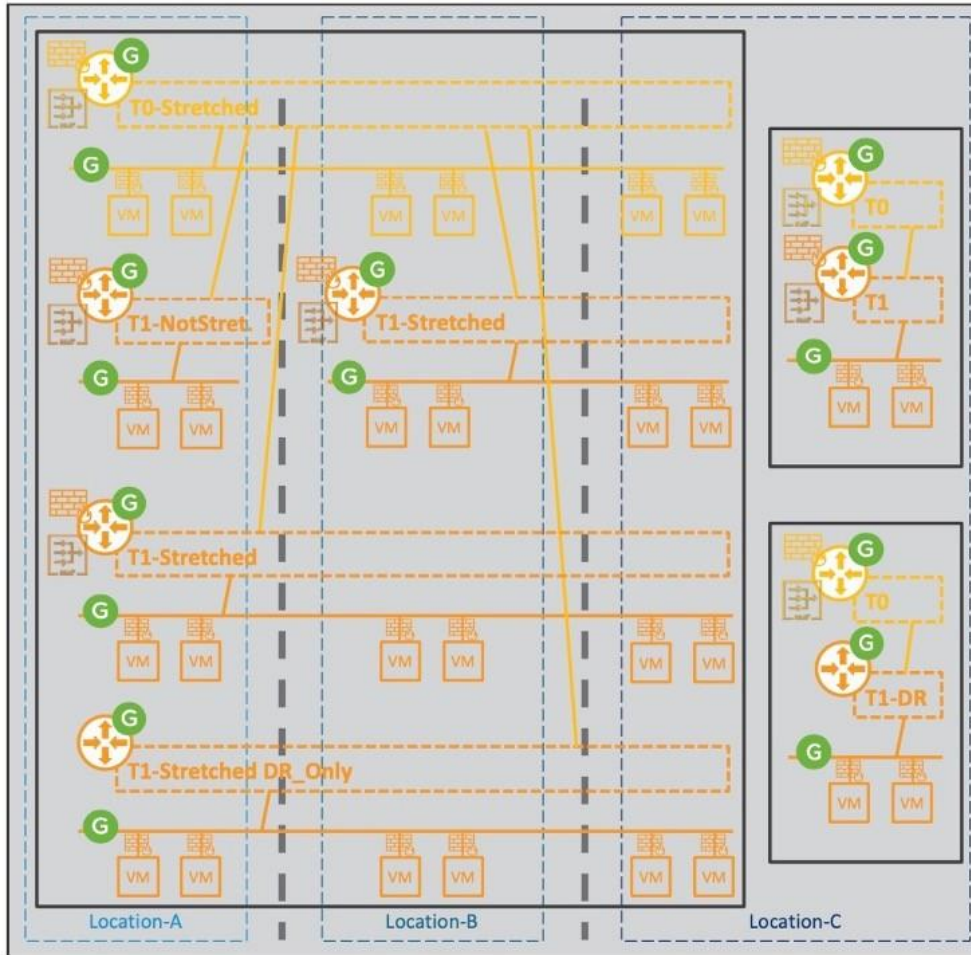 G
T0-Stretched
G
VM VM VM VM VM VM
G
T1-NotStret
G
T1-Stretched
G
VM VM
G
VM VM VM VM
G
T1-Stretched
G
VM VM VM VM VM VM
G
T1-Stretched DR_Only
G
VM VM VM VM VM VM
G
T0
G
T1
G
VM VM
G
T0
G
T1-DR
G
VM VM
Location-A
Location-B
Location-C